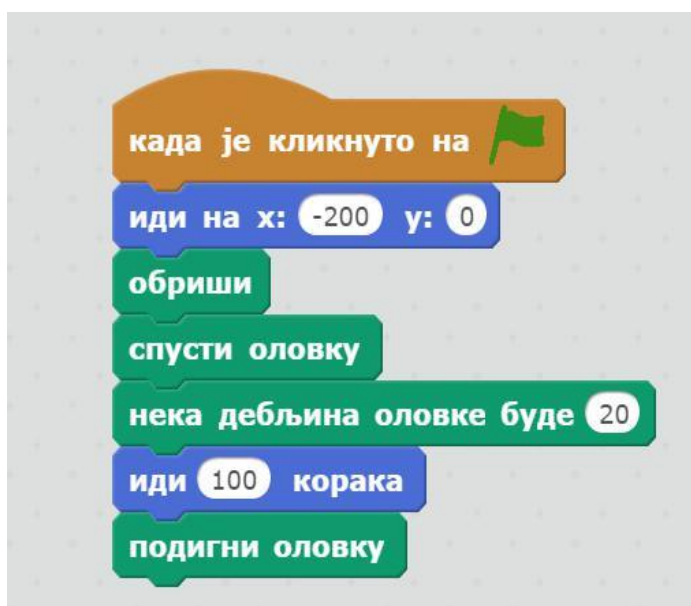 када је кликнуто на
иди на x: -200 y: 0
обриши
спусти оловку
нека дебљина оловке буде 20
иди 100 корака
подигни оловку